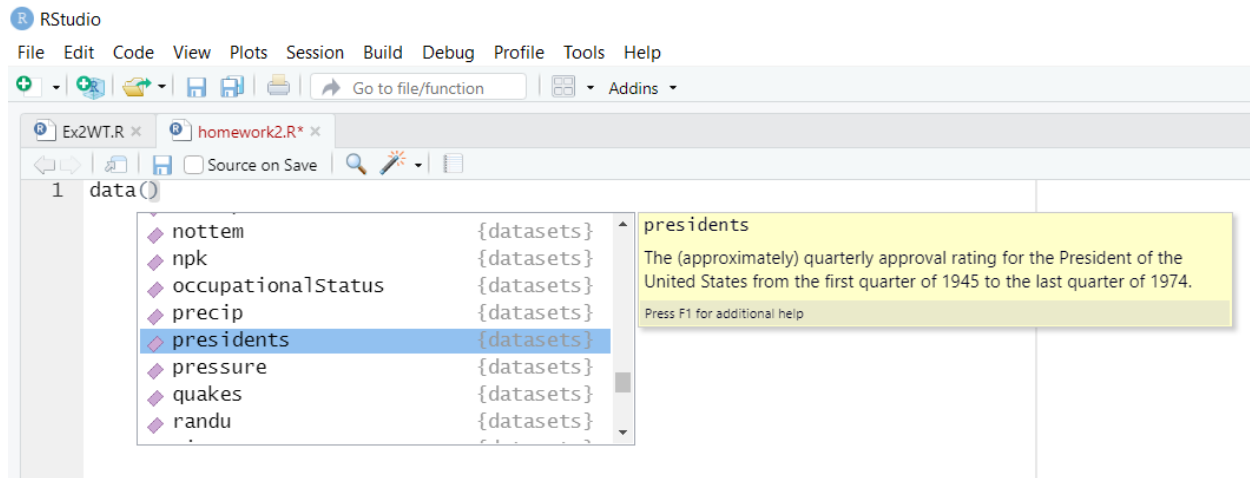 RStudio
File Edit Code View Plots Session Build Debug Profile Tools Help
Go to file/function Addins
Ex2WT.R homework2.R*
Source on Save
1 data()
nottem {datasets}
npk {datasets}
occupationalStatus {datasets}
precip {datasets}
presidents {datasets}
pressure {datasets}
quakes {datasets}
randu {datasets}
presidents
The (approximately) quarterly approval rating for the President of the
United States from the first quarter of 1945 to the last quarter of 1974.
Press F1 for additional help